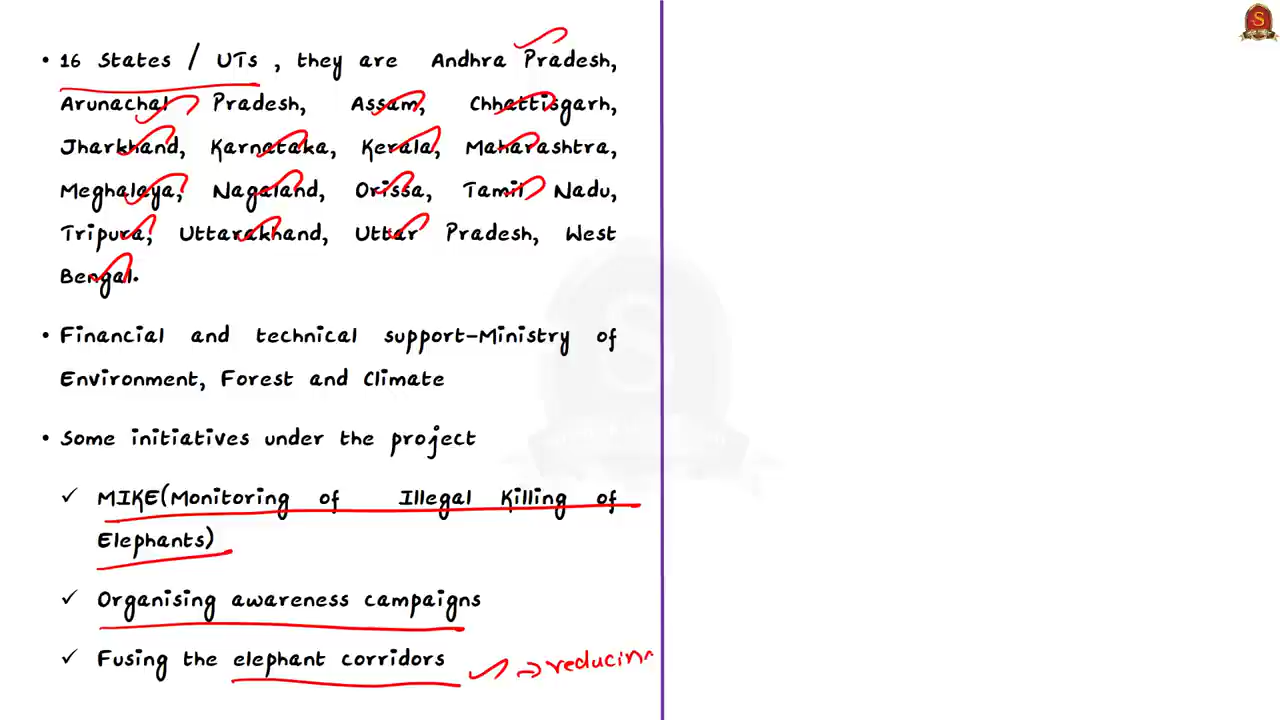 • 16 States / UTs , they are Andhra Pradesh,
Arunachal Pradesh, Assam, Chhattisgarh,
Jharkhand, Karnataka, Kerala, Maharashtra,
Meghalaya, Nagaland, Orissa, Tamil Nadu,
Tripura, Uttarakhand, Uttar Pradesh, West
Bengal.
• Financial and technical support-Ministry of
Environment, Forest and Climate
• Some initiatives under the project
✓ MIKE(Monitoring of Illegal Killing of
Elephants)
✓ Organising awareness campaigns
✓ Fusing the elephant corridors ✓ ⇒ reducing
S